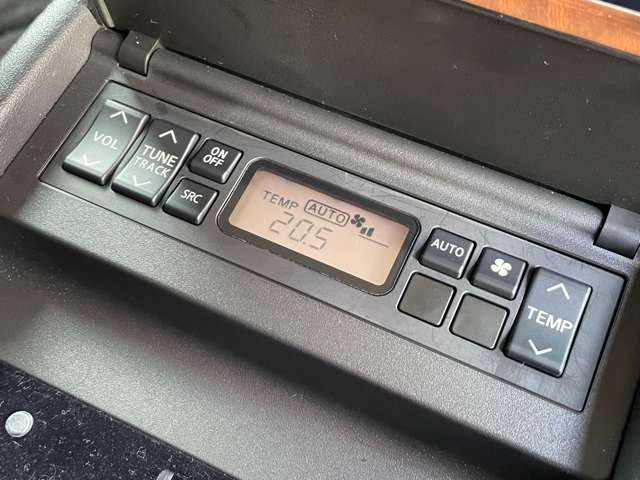 VOL
TUNE
TRACK
ON
OFF
SRC
TEMP AUTO
20.5
AUTO
TEMP